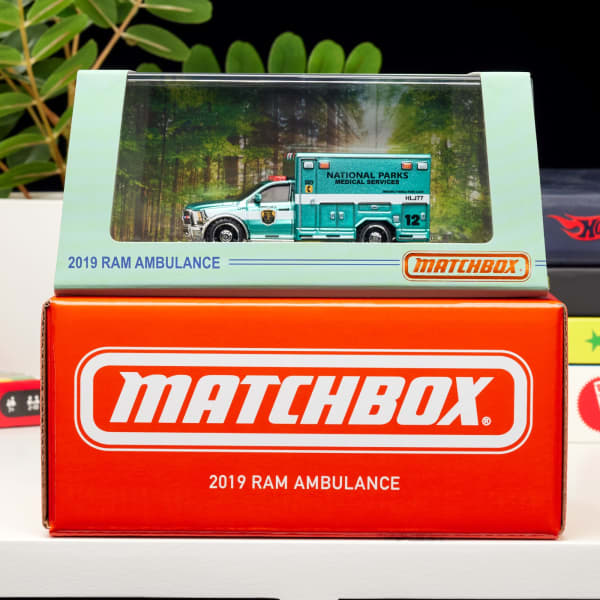 NATIONAL PARKS
MEDICAL SERVICES
HLJ77
12
2019 RAM AMBULANCE
MATCHBOX
MATCHBOX®
2019 RAM AMBULANCE